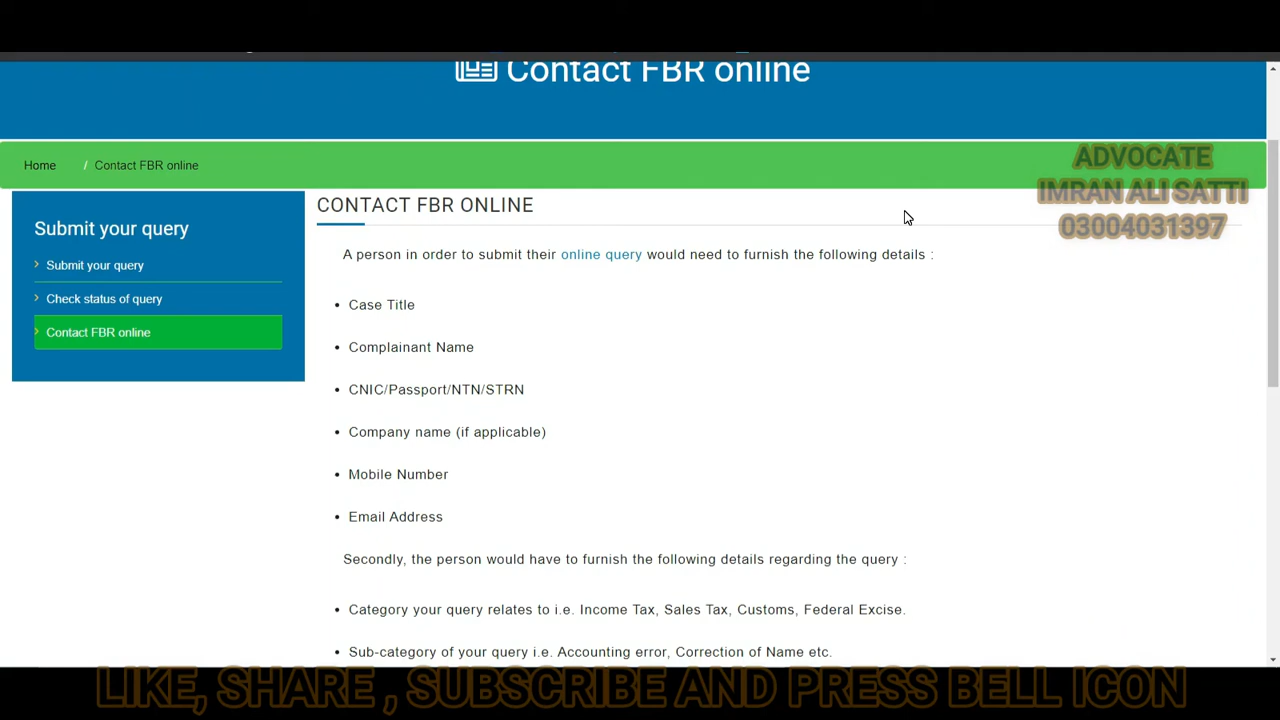 Contact FBR online
Home / Contact FBR online
ADVOCATE
IMRAN ALI SATTI
03004031397
Submit your query
Submit your query
Check status of query
Contact FBR online
CONTACT FBR ONLINE
A person in order to submit their online query would need to furnish the following details :
• Case Title
• Complainant Name
• CNIC/Passport/NTN/STRN
• Company name (if applicable)
• Mobile Number
• Email Address
Secondly, the person would have to furnish the following details regarding the query :
• Category your query relates to i.e. Income Tax, Sales Tax, Customs, Federal Excise.
• Sub-category of your query i.e. Accounting error, Correction of Name etc.
LIKE, SHARE , SUBSCRIBE AND PRESS BELL ICON